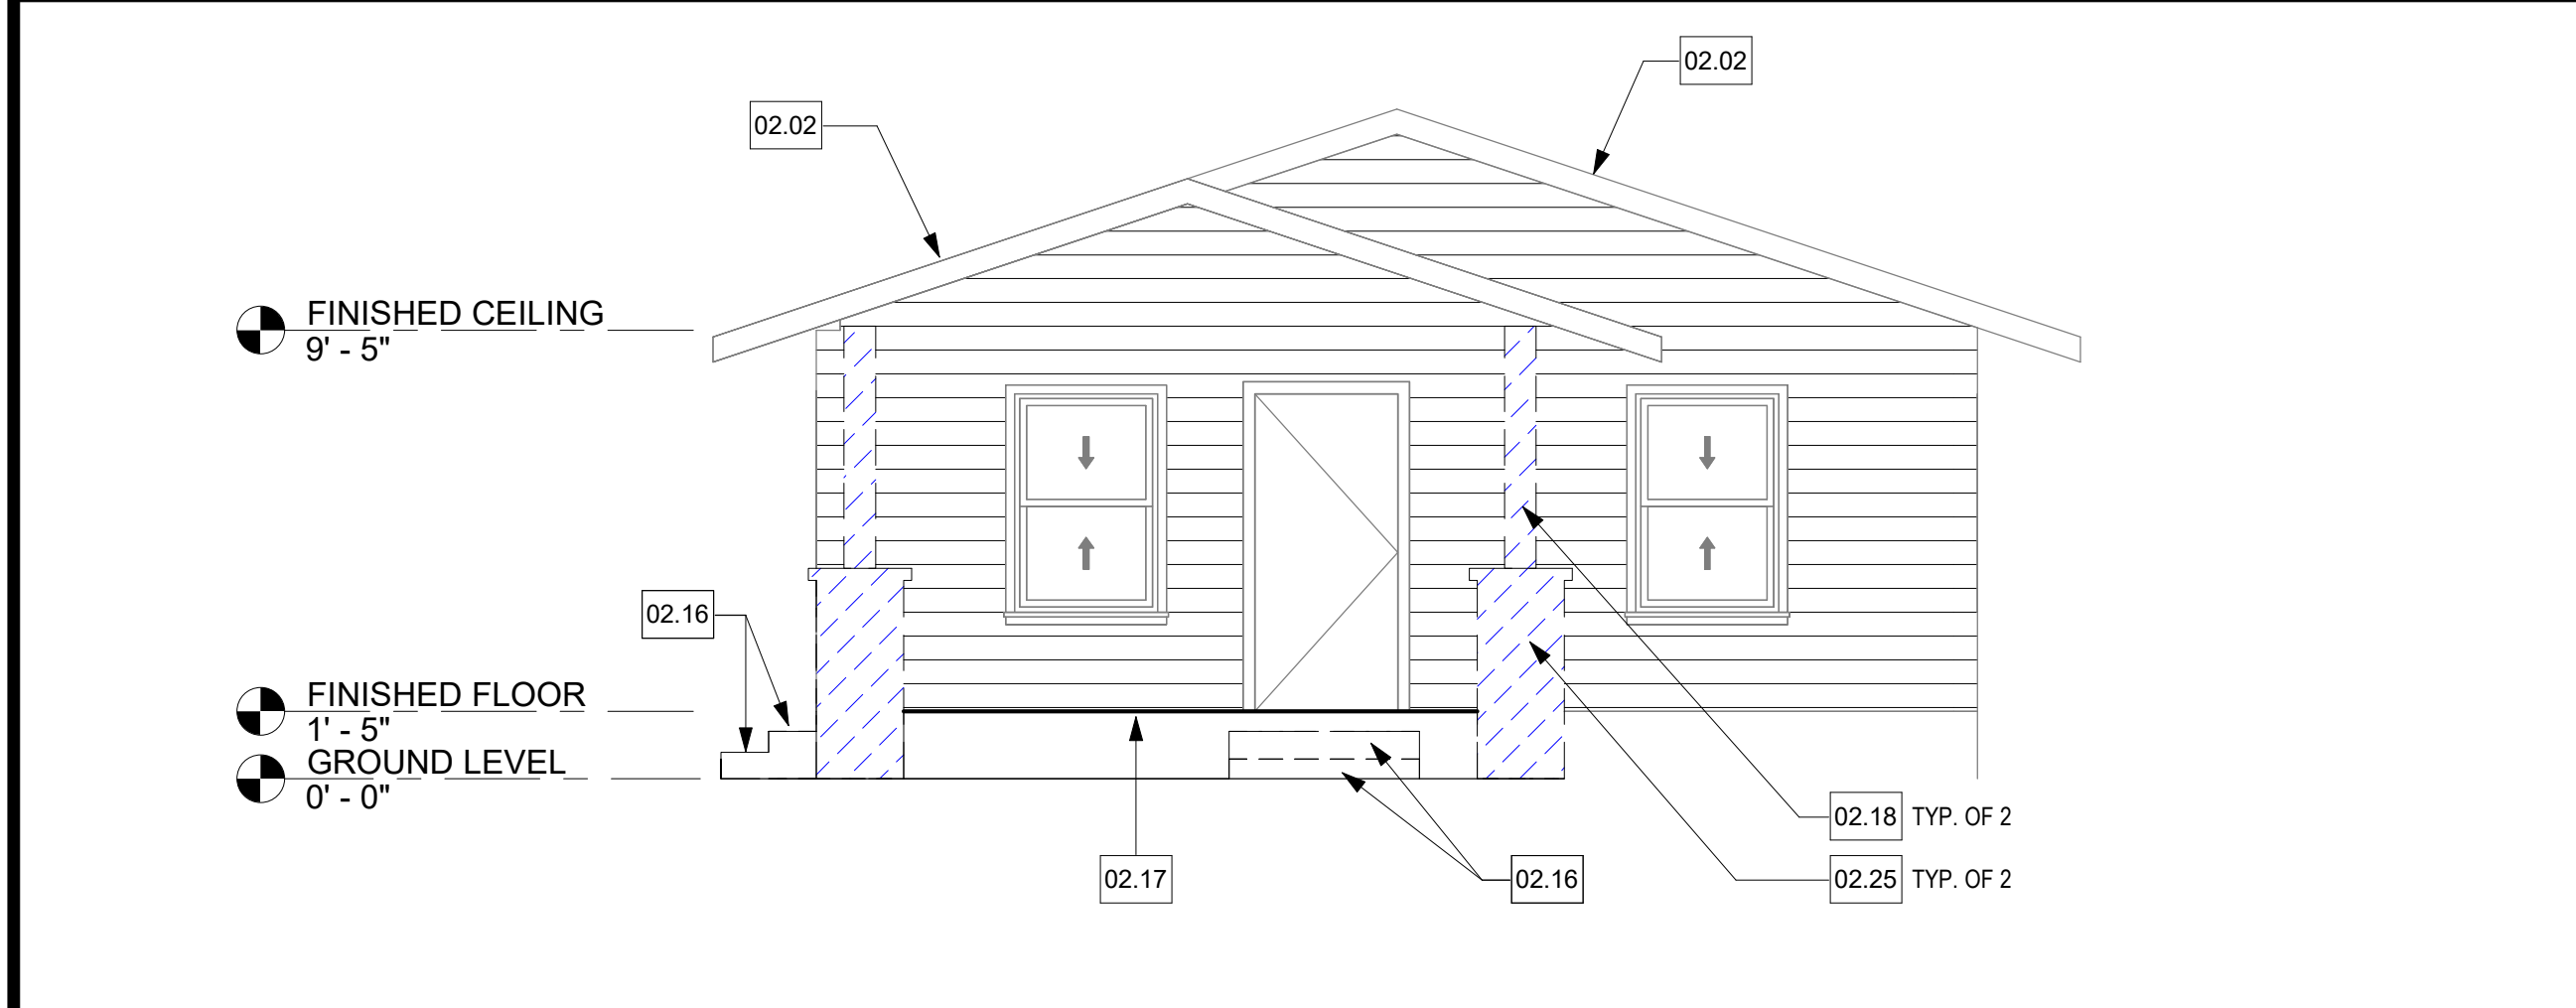 02.02
02.02
FINISHED CEILING
9' - 5"
02.16
FINISHED FLOOR
1' - 5"
GROUND LEVEL
0' - 0"
02.18 TYP. OF 2
02.17
02.16
02.25 TYP. OF 2